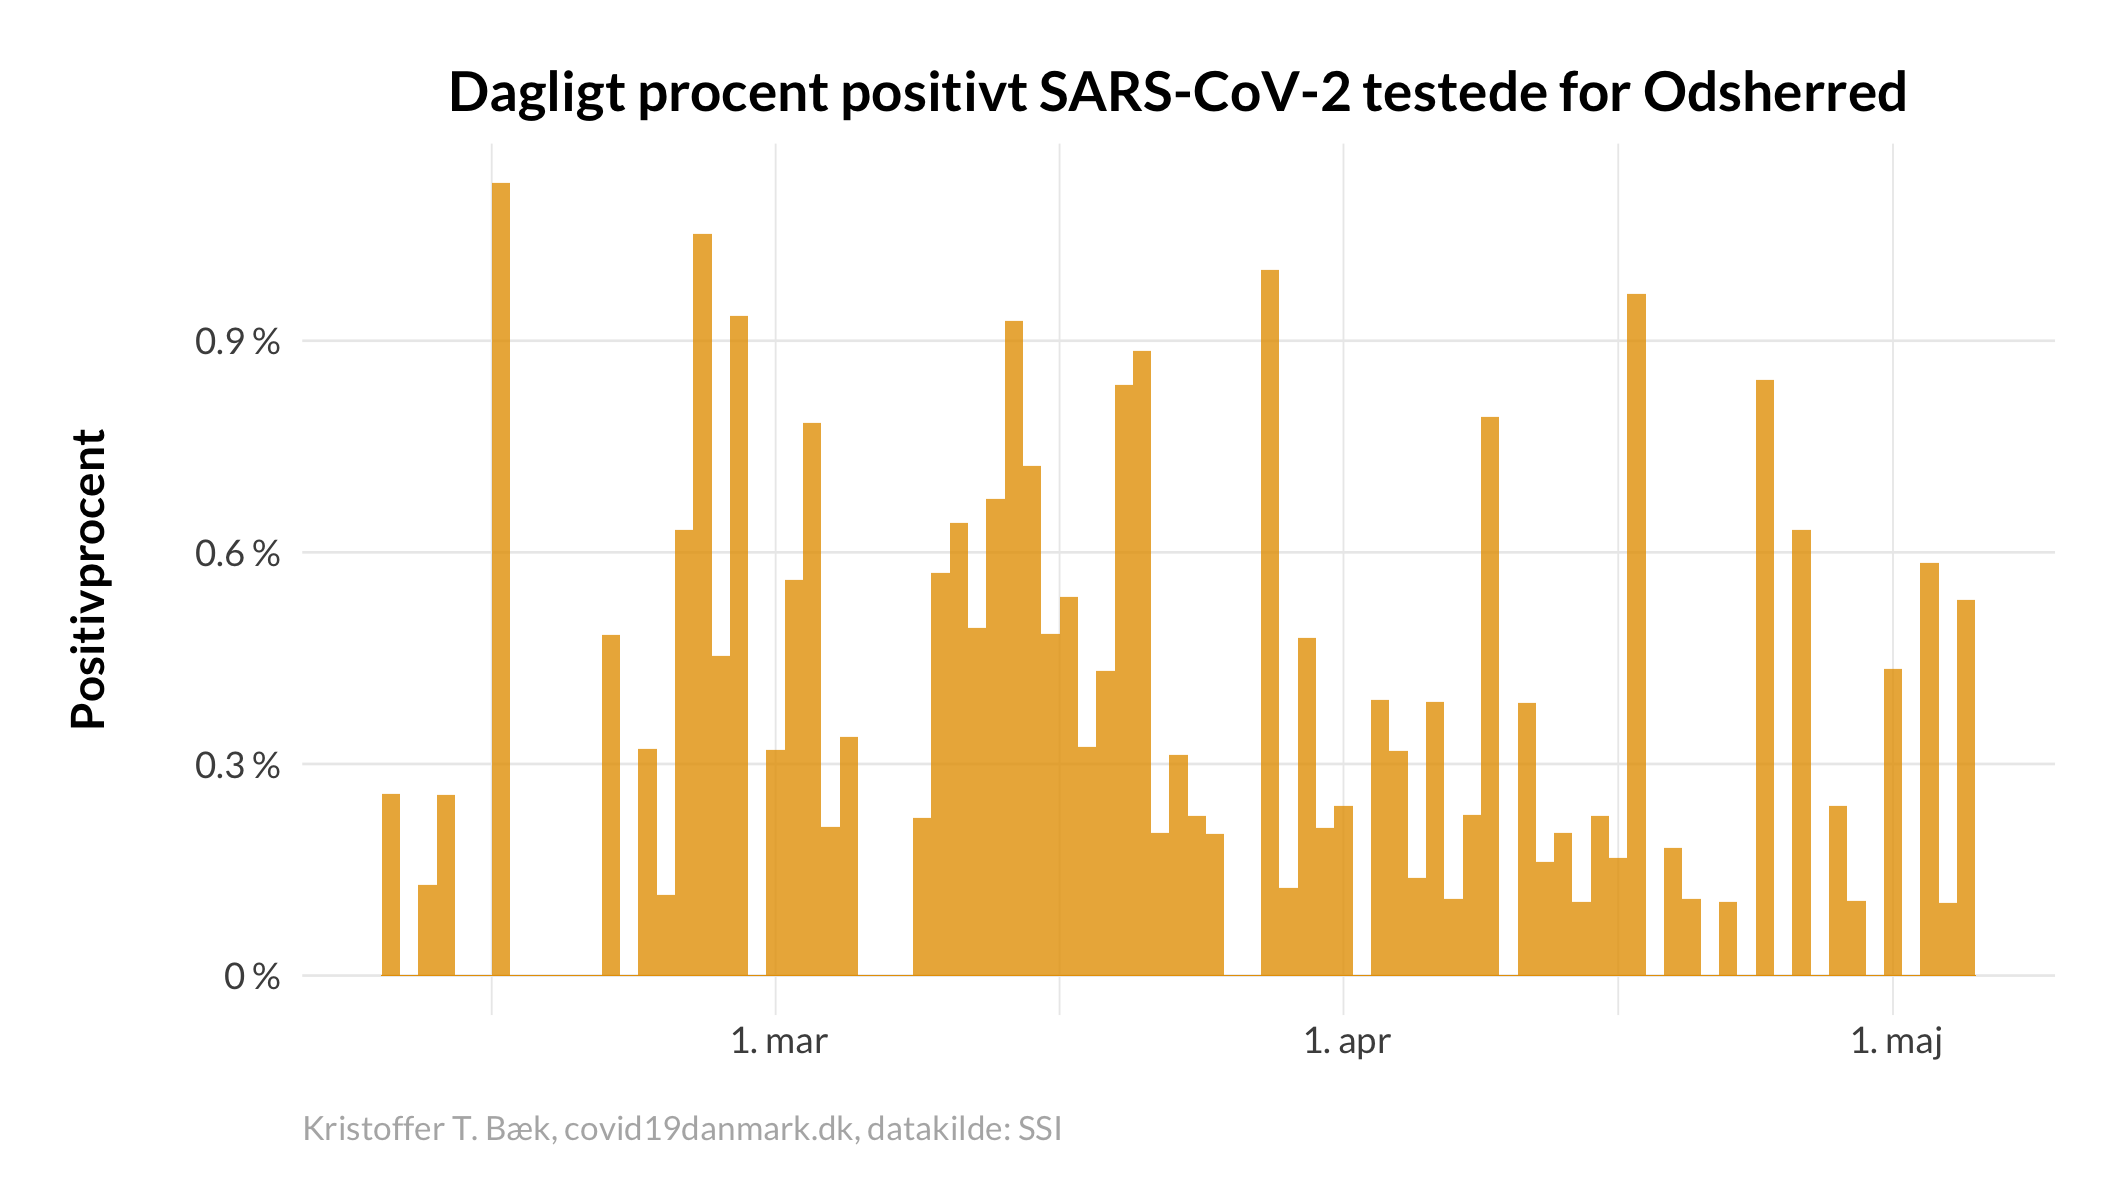 Dagligt procent positivt SARS-CoV-2 testede for Odsherred
Positivprocent
0.9 %
0.6 %
0.3 %
0 %
1. mar
1. apr
1. maj
Kristoffer T. Bæk, covid19danmark.dk, datakilde: SSI